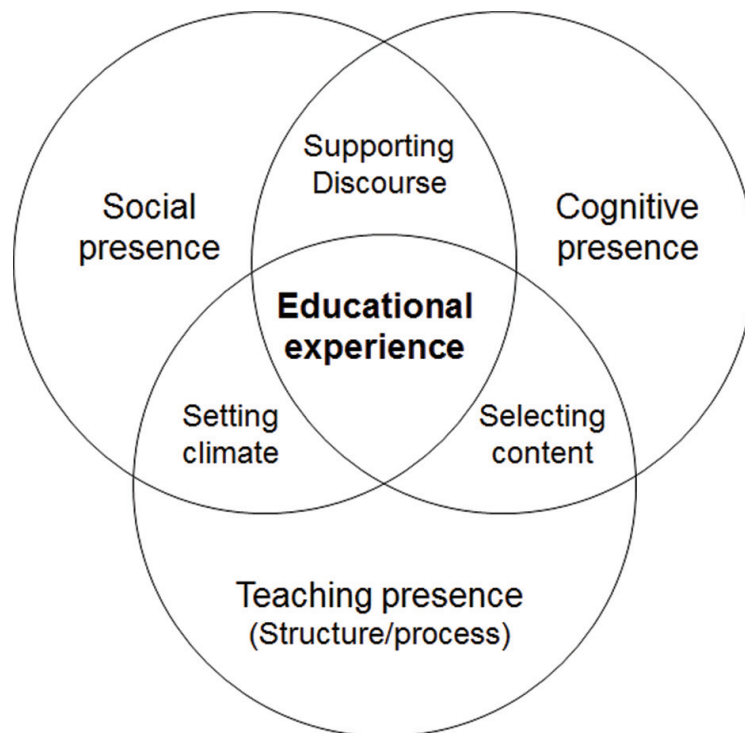 Supporting
Discourse
Social
presence
Cognitive
presence
Educational
experience
Setting
climate
Selecting
content
Teaching presence
(Structure/process)